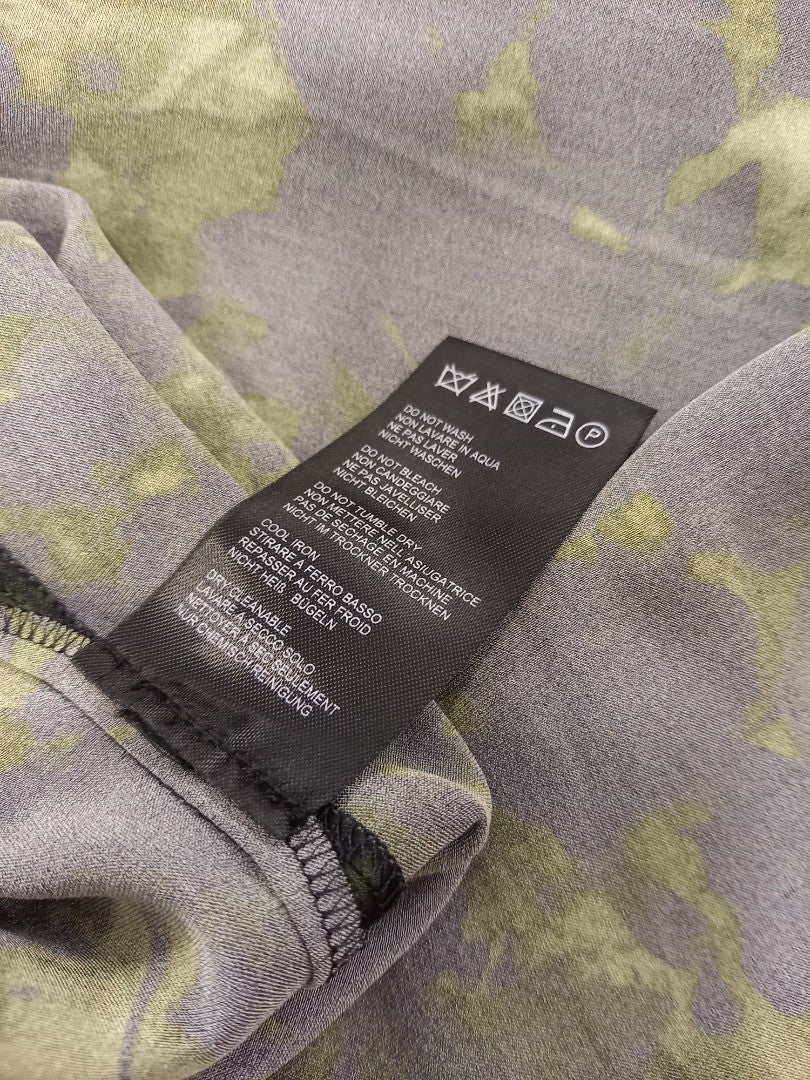 P
DO NOT WASH
NON LAVARE IN AQUA
NE PAS LAVER
NICHT WASCHEN
DO NOT BLEACH
NON CANDEGGIARE
NE PAS JAVELLISER
NICHT BLEICHEN
DO NOT TUMBLE DRY
NON METTERE NELL ASIUGATRICE
PAS DE SECHAGE EN MACHINE
NICHT IM TROCKNER TROCKNEN
COOL IRON
STIRARE A FERRO BASSO
REPASSER AU FER FROID
NICHT HEIß BÜGELN
DRY CLEANABLE
LAVARE A SECCO SOLO
NETTOYER A SEI SEULEMENT
NUR CHEMISCH REINIGUNG